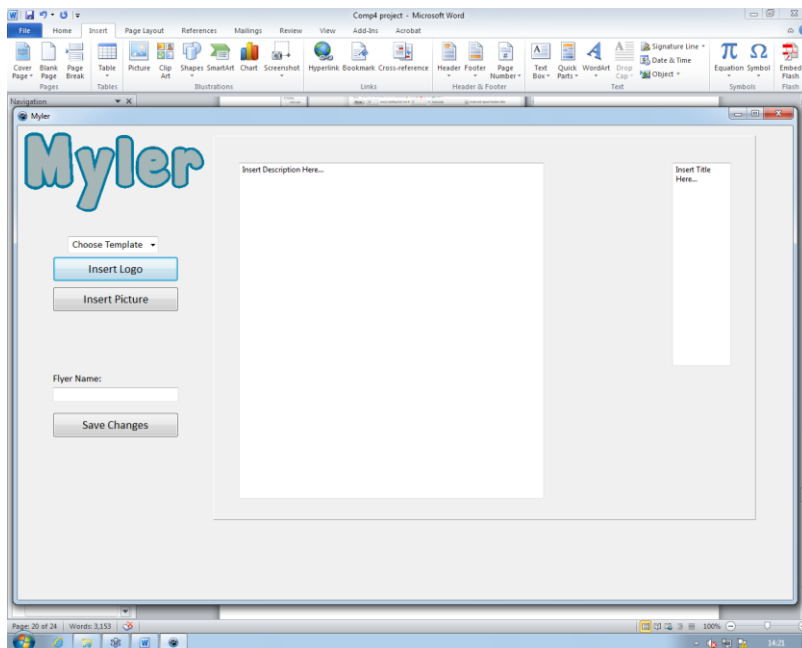 Comp4 project - Microsoft Word
File Home Insert Page Layout References Mailings Review View Add-Ins Acrobat
Cover Page
Blank Page
Page Break
Table
Picture
Clip Art
Shapes
SmartArt
Chart
Screenshot
Hyperlink
Bookmark
Cross-reference
Header
Footer
Page Number
Text Box
Quick Parts
WordArt
Drop Cap
Signature Line
Date & Time
Object
π
Equation
Ω
Symbol
Embed Flash
Pages Tables Illustrations Links Header & Footer Text Symbols Flash
Navigation
Myler
Myler
Choose Template
Insert Logo
Insert Picture
Flyer Name:
Save Changes
Insert Description Here...
Insert Title
Here...
Page: 20 of 24 Words: 3,153
100%
14:21